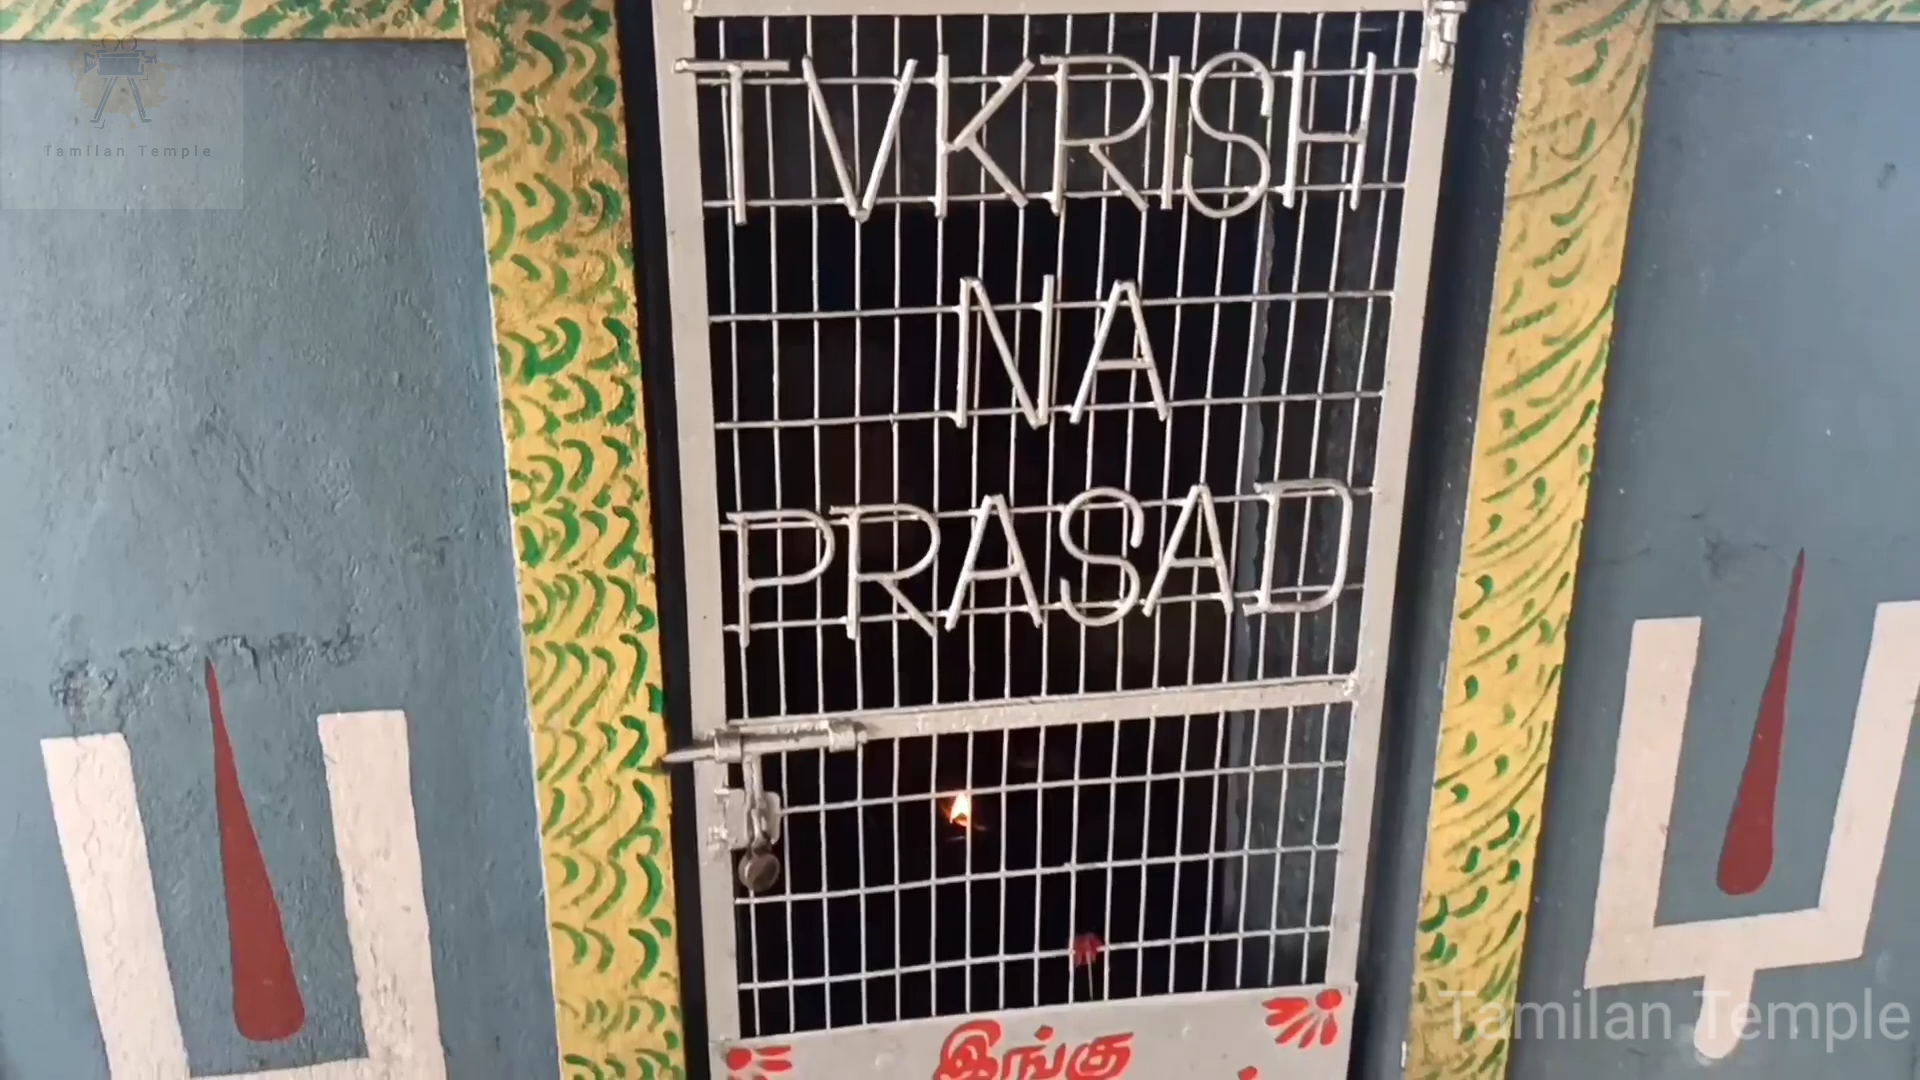 Tamilan Temple
TVKRISH
NA
PRASAD
இங்கு
Tamilan Temple